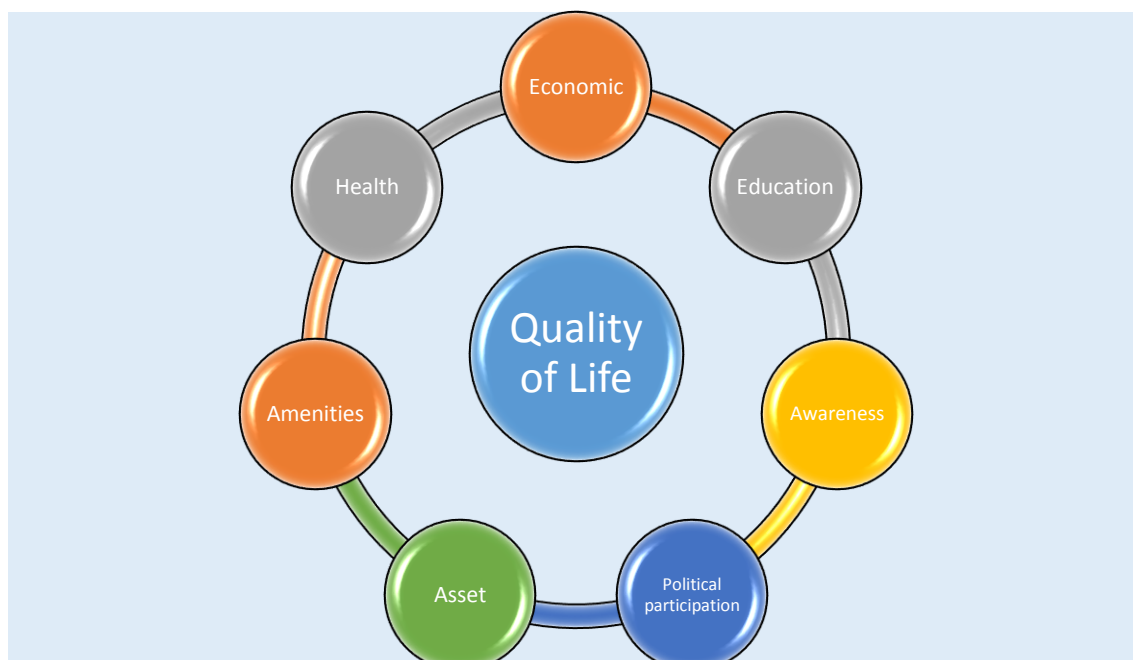 Economic
Health
Education
Quality
of Life
Amenities
Awareness
Asset
Political
participation